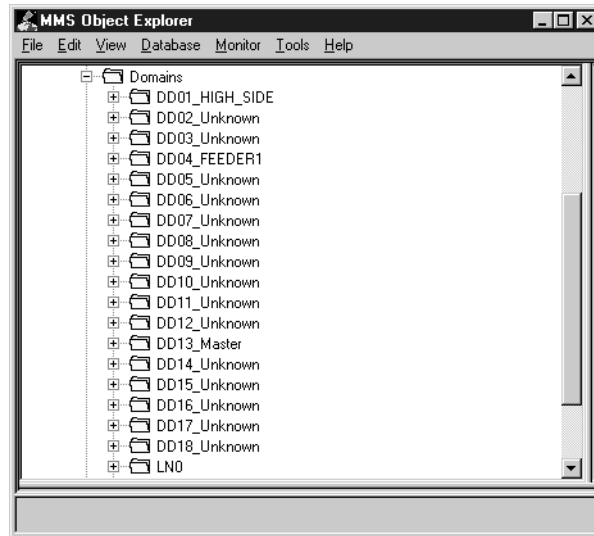 MMS Object Explorer
File Edit View Database Monitor Tools Help
Domains
DD01_HIGH_SIDE
DD02_Unknown
DD03_Unknown
DD04_FEEDER1
DD05_Unknown
DD06_Unknown
DD07_Unknown
DD08_Unknown
DD09_Unknown
DD10_Unknown
DD11_Unknown
DD12_Unknown
DD13_Master
DD14_Unknown
DD15_Unknown
DD16_Unknown
DD17_Unknown
DD18_Unknown
LN0